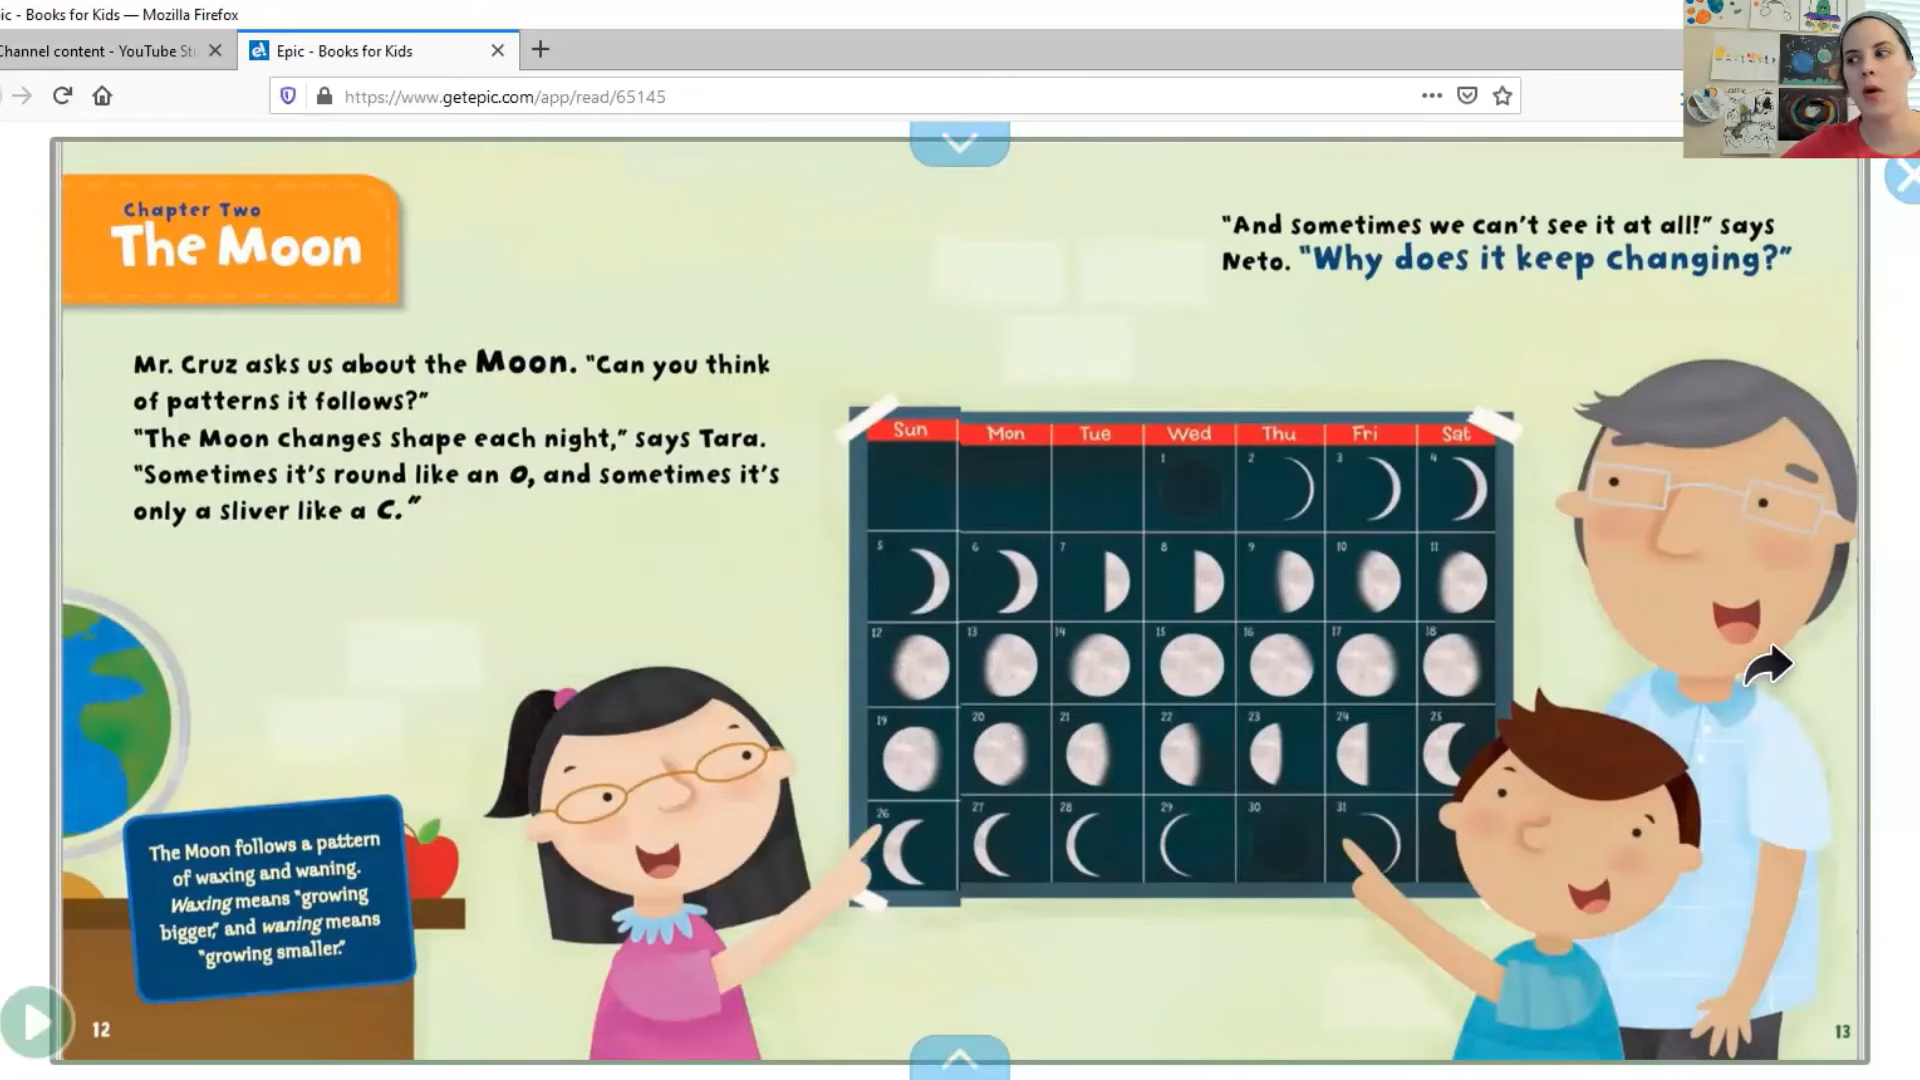 ic - Books for Kids — Mozilla Firefox
Channel content - YouTube Stu
Epic - Books for Kids
https://www.getepic.com/app/read/65145
Chapter Two
The Moon
Mr. Cruz asks us about the Moon. "Can you think
of patterns it follows?"
"The Moon changes shape each night," says Tara.
"Sometimes it's round like an O, and sometimes it's
only a sliver like a C."
"And sometimes we can't see it at all!" says
Neto. "Why does it keep changing?"
Sun Mon Tue Wed Thu Fri Sat
1 2 3 4
5 6 7 8 9 10 11
12 13 14 15 16 17 18
19 20 21 22 23 24 25
26 27 28 29 30 31
The Moon follows a pattern
of waxing and waning.
Waxing means "growing
bigger," and waning means
"growing smaller."
12
13